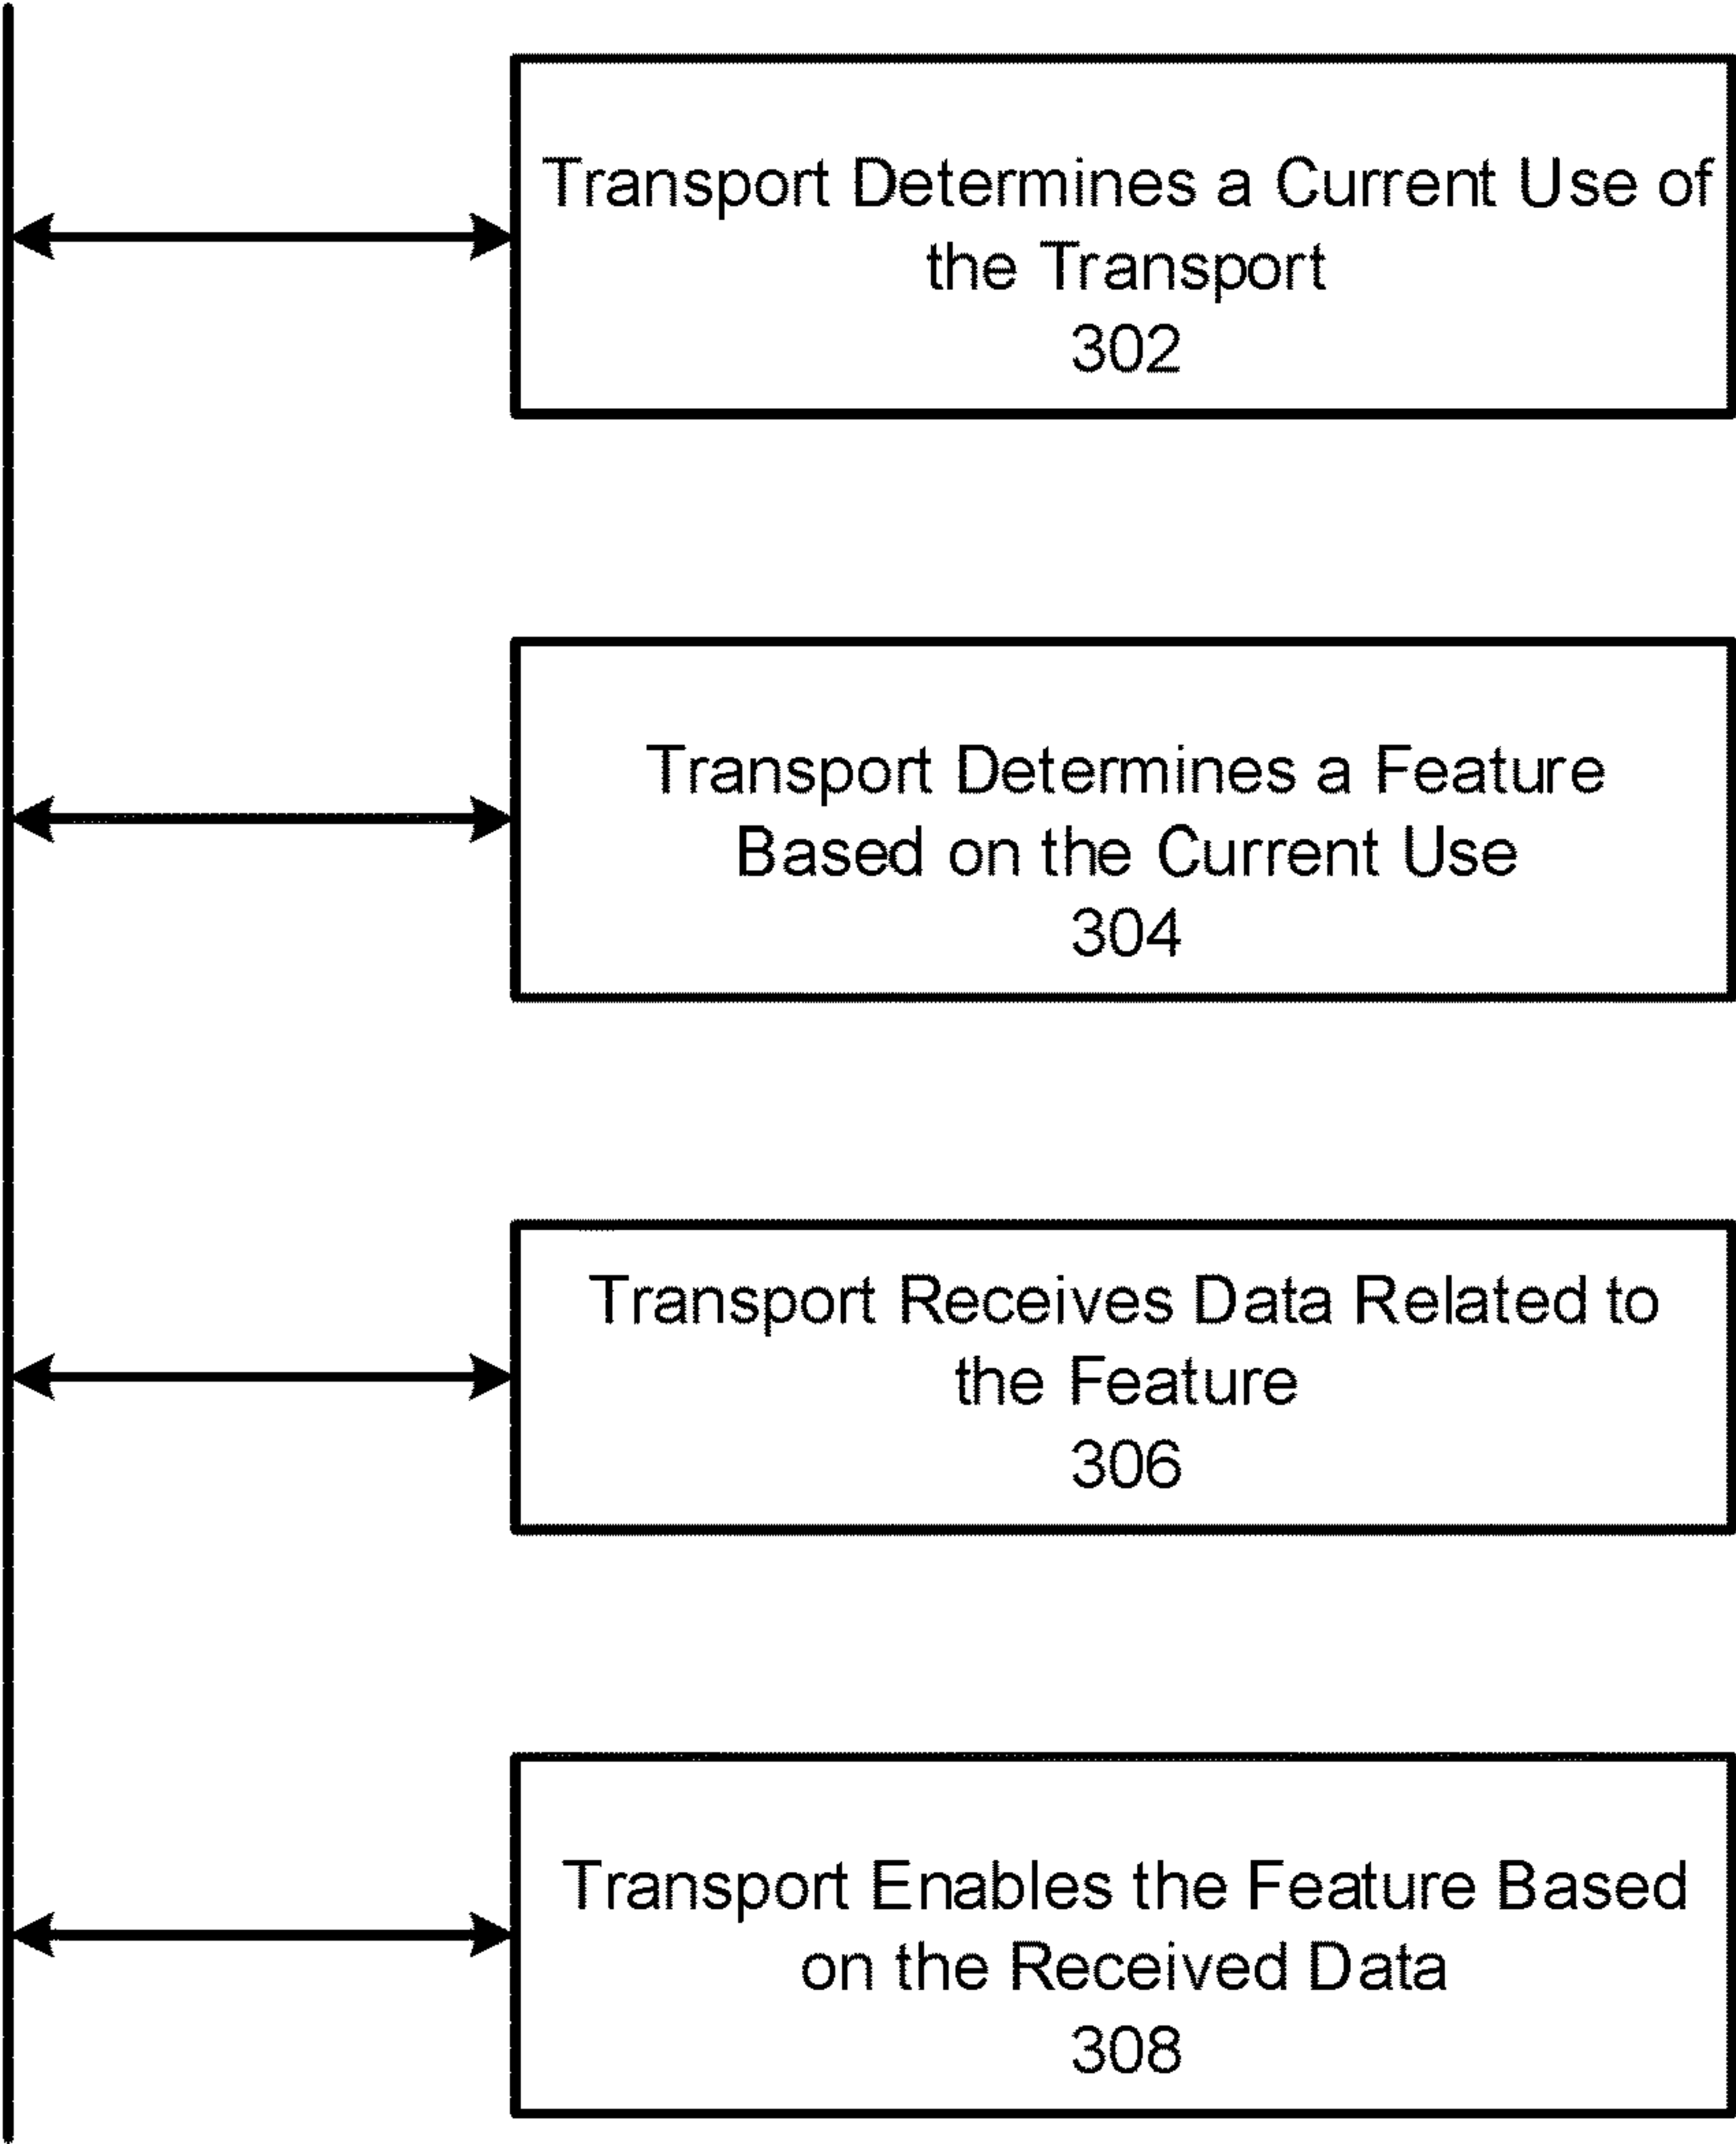 Transport Determines a Current Use of
the Transport
302
Transport Determines a Feature
Based on the Current Use
304
Transport Receives Data Related to
the Feature
306
Transport Enables the Feature Based
on the Received Data
308